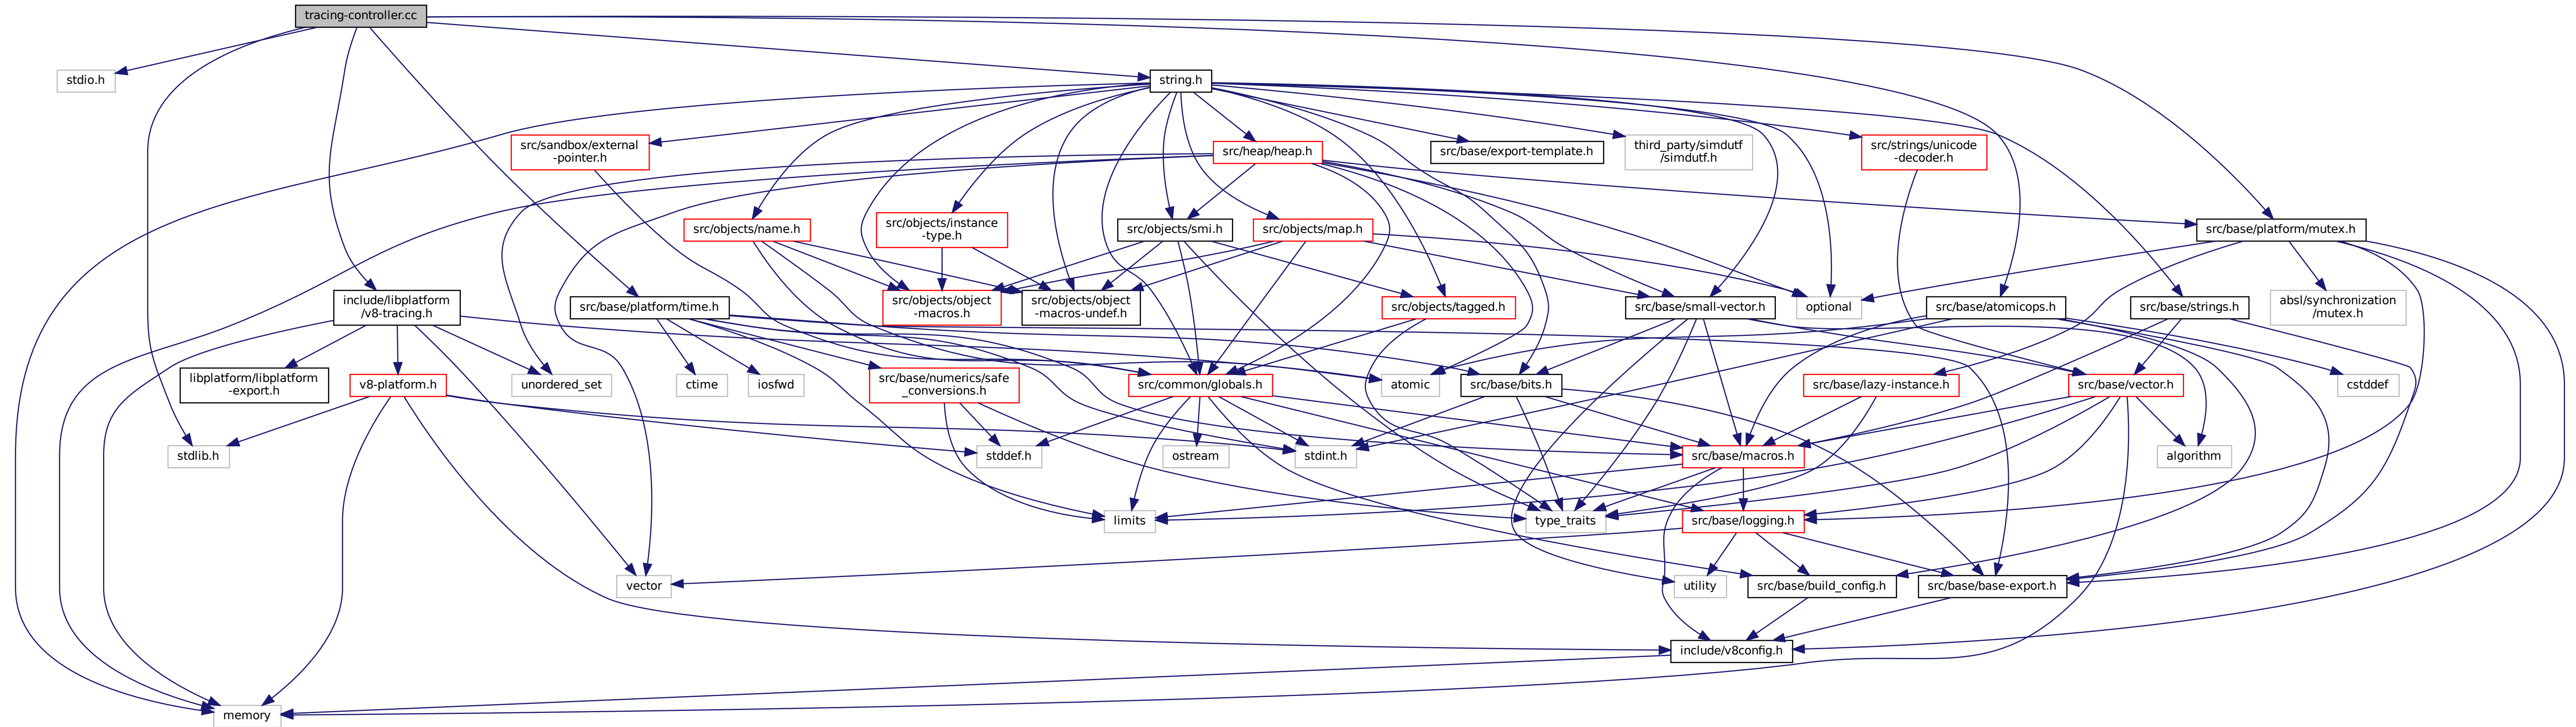 tracing-controller.cc
stdio.h
string.h
src/sandbox/external
-pointer.h
src/heap/heap.h
src/base/export-template.h
third_party/simdutf
/simdutf.h
src/strings/unicode
-decoder.h
src/objects/name.h
src/objects/instance
-type.h
src/objects/smi.h
src/objects/map.h
src/base/platform/mutex.h
include/libplatform
/v8-tracing.h
src/base/platform/time.h
src/objects/object
-macros.h
src/objects/object
-macros-undef.h
src/objects/tagged.h
src/base/small-vector.h
optional
src/base/atomicops.h
src/base/strings.h
absl/synchronization
/mutex.h
libplatform/libplatform
-export.h
v8-platform.h
unordered_set
ctime
iosfwd
src/base/numerics/safe
_conversions.h
src/common/globals.h
atomic
src/base/bits.h
src/base/lazy-instance.h
src/base/vector.h
cstddef
stdlib.h
stddef.h
ostream
stdint.h
src/base/macros.h
algorithm
limits
type_traits
src/base/logging.h
vector
utility
src/base/build_config.h
src/base/base-export.h
include/v8config.h
memory